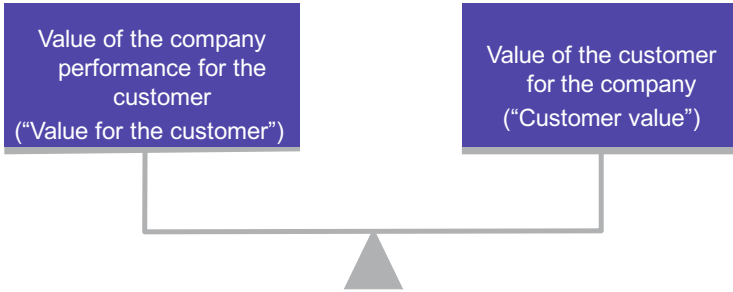 Value of the company
performance for the
customer
(“Value for the customer”)
Value of the customer
for the company
(“Customer value”)